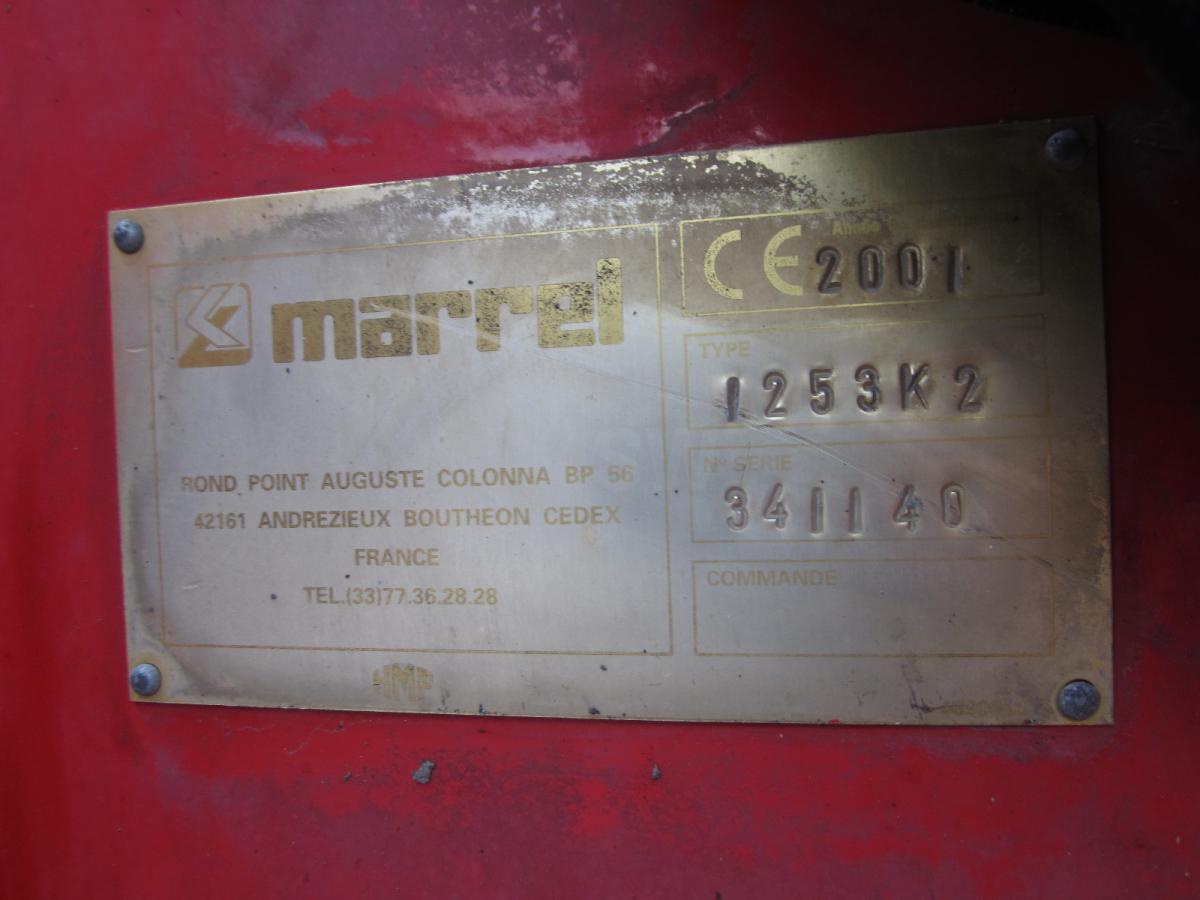 marrel
ROND POINT AUGUSTE COLONNA BP 56
42161 ANDREZIEUX BOUTHEON CEDEX
FRANCE
TEL.(33)77.36.28.28
CE Année 2001
TYPE
1253K2
N° SERIE
341140
COMMANDE